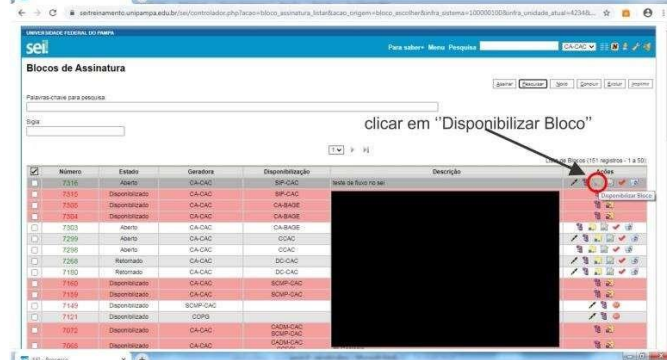 seitreinamento.unipampa.edu.br/sei/controlador.php?acao=bloco_assinatura_listar&acao_origem=bloco_escolher&infra_sistema=100000100&infra_unidade_atual=4234&...
UNIVERSIDADE FEDERAL DO PAMPA
sei! Para saber+ Menu Pesquisa CA-CAC
Blocos de Assinatura
Assinar Pesquisar Novo Concluir Excluir Imprimir
Palavras-chave para pesquisa
Sigla:
clicar em ‘’Disponibilizar Bloco’’
1
Lista de Blocos (151 registros - 1 a 50):
Número Estado Geradora Disponibilização Descrição Ações
7316 Aberto CA-CAC SIP-CAC teste de fluxo no sei
Disponibilizar Bloco
7315 Disponibilizado CA-CAC SIP-CAC
Disponibilizado CA-CAC CA-BAGE
7304 Disponibilizado CA-CAC CA-BAGE
7303 Aberto CA-CAC CA-BAGE
7299 Aberto CA-CAC CCAC
7298 Aberto CA-CAC CCAC
7268 Retornado CA-CAC DC-CAC
7180 Retornado CA-CAC DC-CAC
7160 Disponibilizado CA-CAC SCMP-CAC
7159 Disponibilizado CA-CAC SCMP-CAC
7149 Disponibilizado SCMP-CAC
7121 Disponibilizado COPG
7072 Disponibilizado CA-CAC CADM-CAC
SCMP-CAC
Disponibilizado CA-CAC CADM-CAC